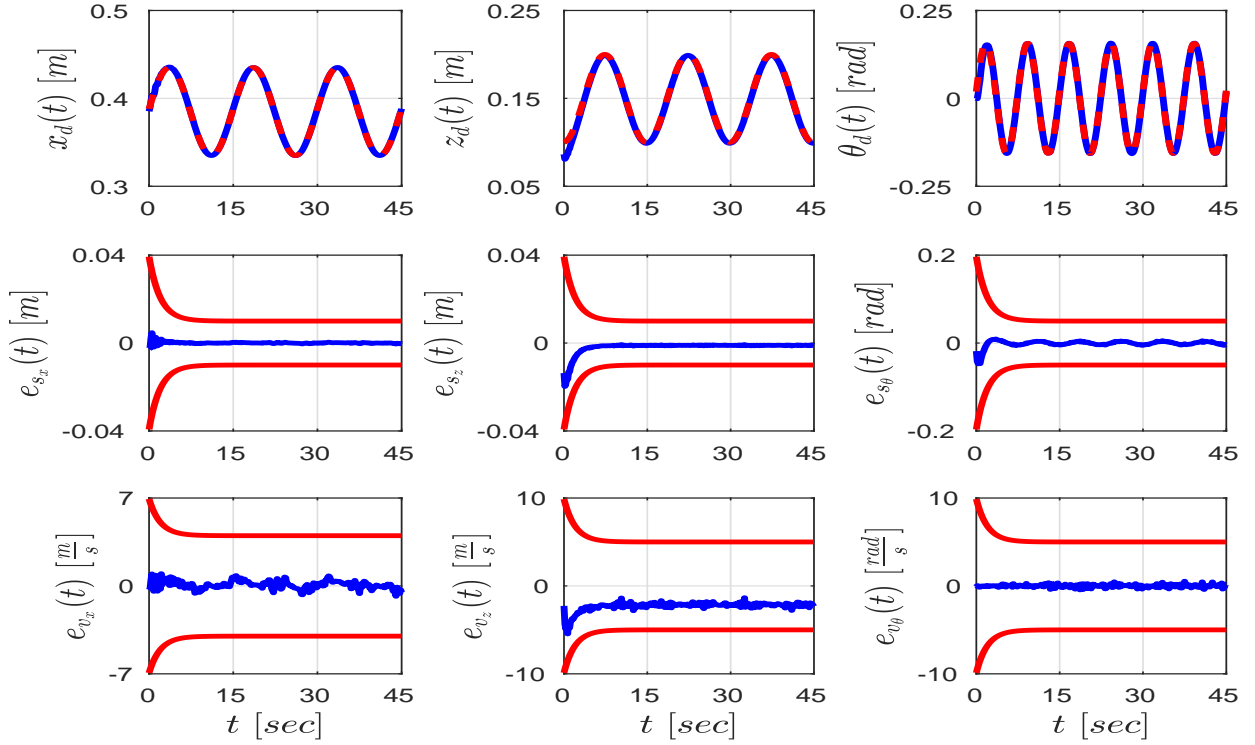 x_d(t) [m]
0.5
0.4
0.3
0 15 30 45
z_d(t) [m]
0.25
0.15
0.05
0 15 30 45
θ_d(t) [rad]
0.25
0
-0.25
0 15 30 45
e_{s_x}(t) [m]
0.04
0
-0.04
0 15 30 45
e_{s_z}(t) [m]
0.04
0
-0.04
0 15 30 45
e_{s_θ}(t) [rad]
0.2
0
-0.2
0 15 30 45
e_{v_x}(t) [m/s]
7
0
-7
0 15 30 45
t [sec]
e_{v_z}(t) [m/s]
10
0
-10
0 15 30 45
t [sec]
e_{v_θ}(t) [rad/s]
10
0
-10
0 15 30 45
t [sec]